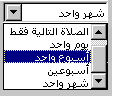 شهر واحد
الصلاة التالية فقط
يوم واحد
أسبوع واحد
أسبوعين
شهر واحد